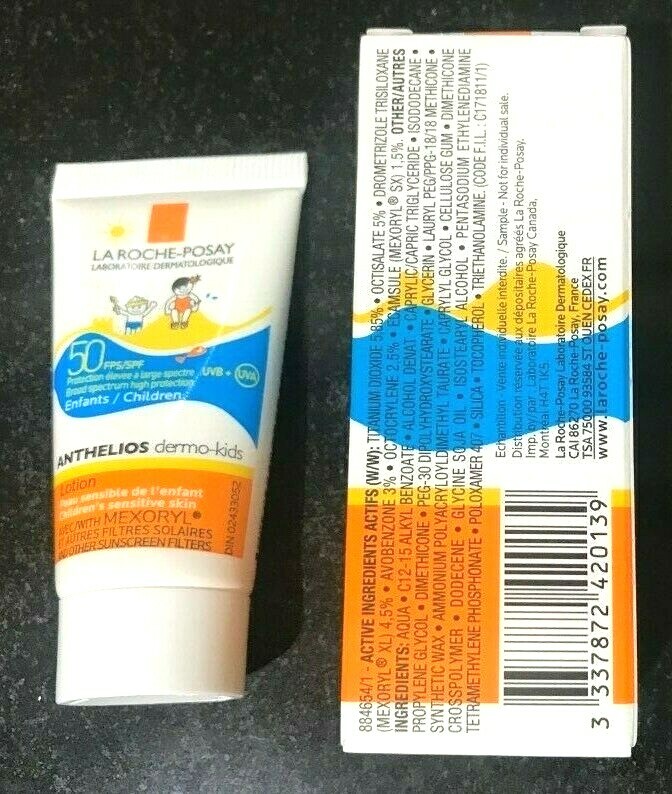 LA ROCHE-POSAY
LABORATOIRE DERMATOLOGIQUE
50 FPS/SPF
Protection élevée à large spectre
Broad spectrum high protection
UVB + UVA
Enfants / Children
ANTHELIOS dermo-kids
Lotion
Peau sensible de l'enfant
Children's sensitive skin
AVEC/WITH MEXORYL®
ET AUTRES FILTRES SOLAIRES
AND OTHER SUNSCREEN FILTERS
DIN 02433052
884654/1 - ACTIVE INGREDIENTS ACTIFS (W/W): TITANIUM DIOXIDE 5.85% • OCTISALATE 5% • DROMETRIZOLE TRISILOXANE
(MEXORYL® XL) 4,5% • AVOBENZONE 3% • OCTOCRYLENE 2,5% • ECAMSULE (MEXORYL® SX) 1,5%. OTHER/AUTRES
INGREDIENTS: AQUA • C12-15 ALKYL BENZOATE • ALCOHOL DENAT • CAPRYLIC/CAPRIC TRIGLYCERIDE • ISODODECANE •
PROPYLENE GLYCOL • DIMETHICONE • PEG-30 DIPOLYHYDROXYSTEARATE • GLYCERIN • LAURYL PEG/PPG-18/18 METHICONE •
SYNTHETIC WAX • AMMONIUM POLYACRYLOYLDIMETHYL TAURATE • CAPRYLYL GLYCOL • CELLULOSE GUM • DIMETHICONE
CROSSPOLYMER • DODECENE • GLYCINE SOJA OIL • ISOSTEARYL ALCOHOL • PENTASODIUM ETHYLENEDIAMINE
TETRAMETHYLENE PHOSPHONATE • POLOXAMER 407 • SILICA • TOCOPHEROL • TRIETHANOLAMINE. (CODE F.I.L.: C171811/1)
Echantillon - Vente individuelle interdite. / Sample - Not for individual sale.
Distribution réservée aux dépositaires agréés La Roche-Posay.
Imp. by/par: Laboratoire La Roche-Posay Canada,
Montreal H4T 1K5
La Roche-Posay Laboratoire Dermatologique
CAI 86270 La Roche-Posay, France
TSA 75000 93584 ST OUEN CEDEX FR
www.laroche-posay.com
3 337872 420139